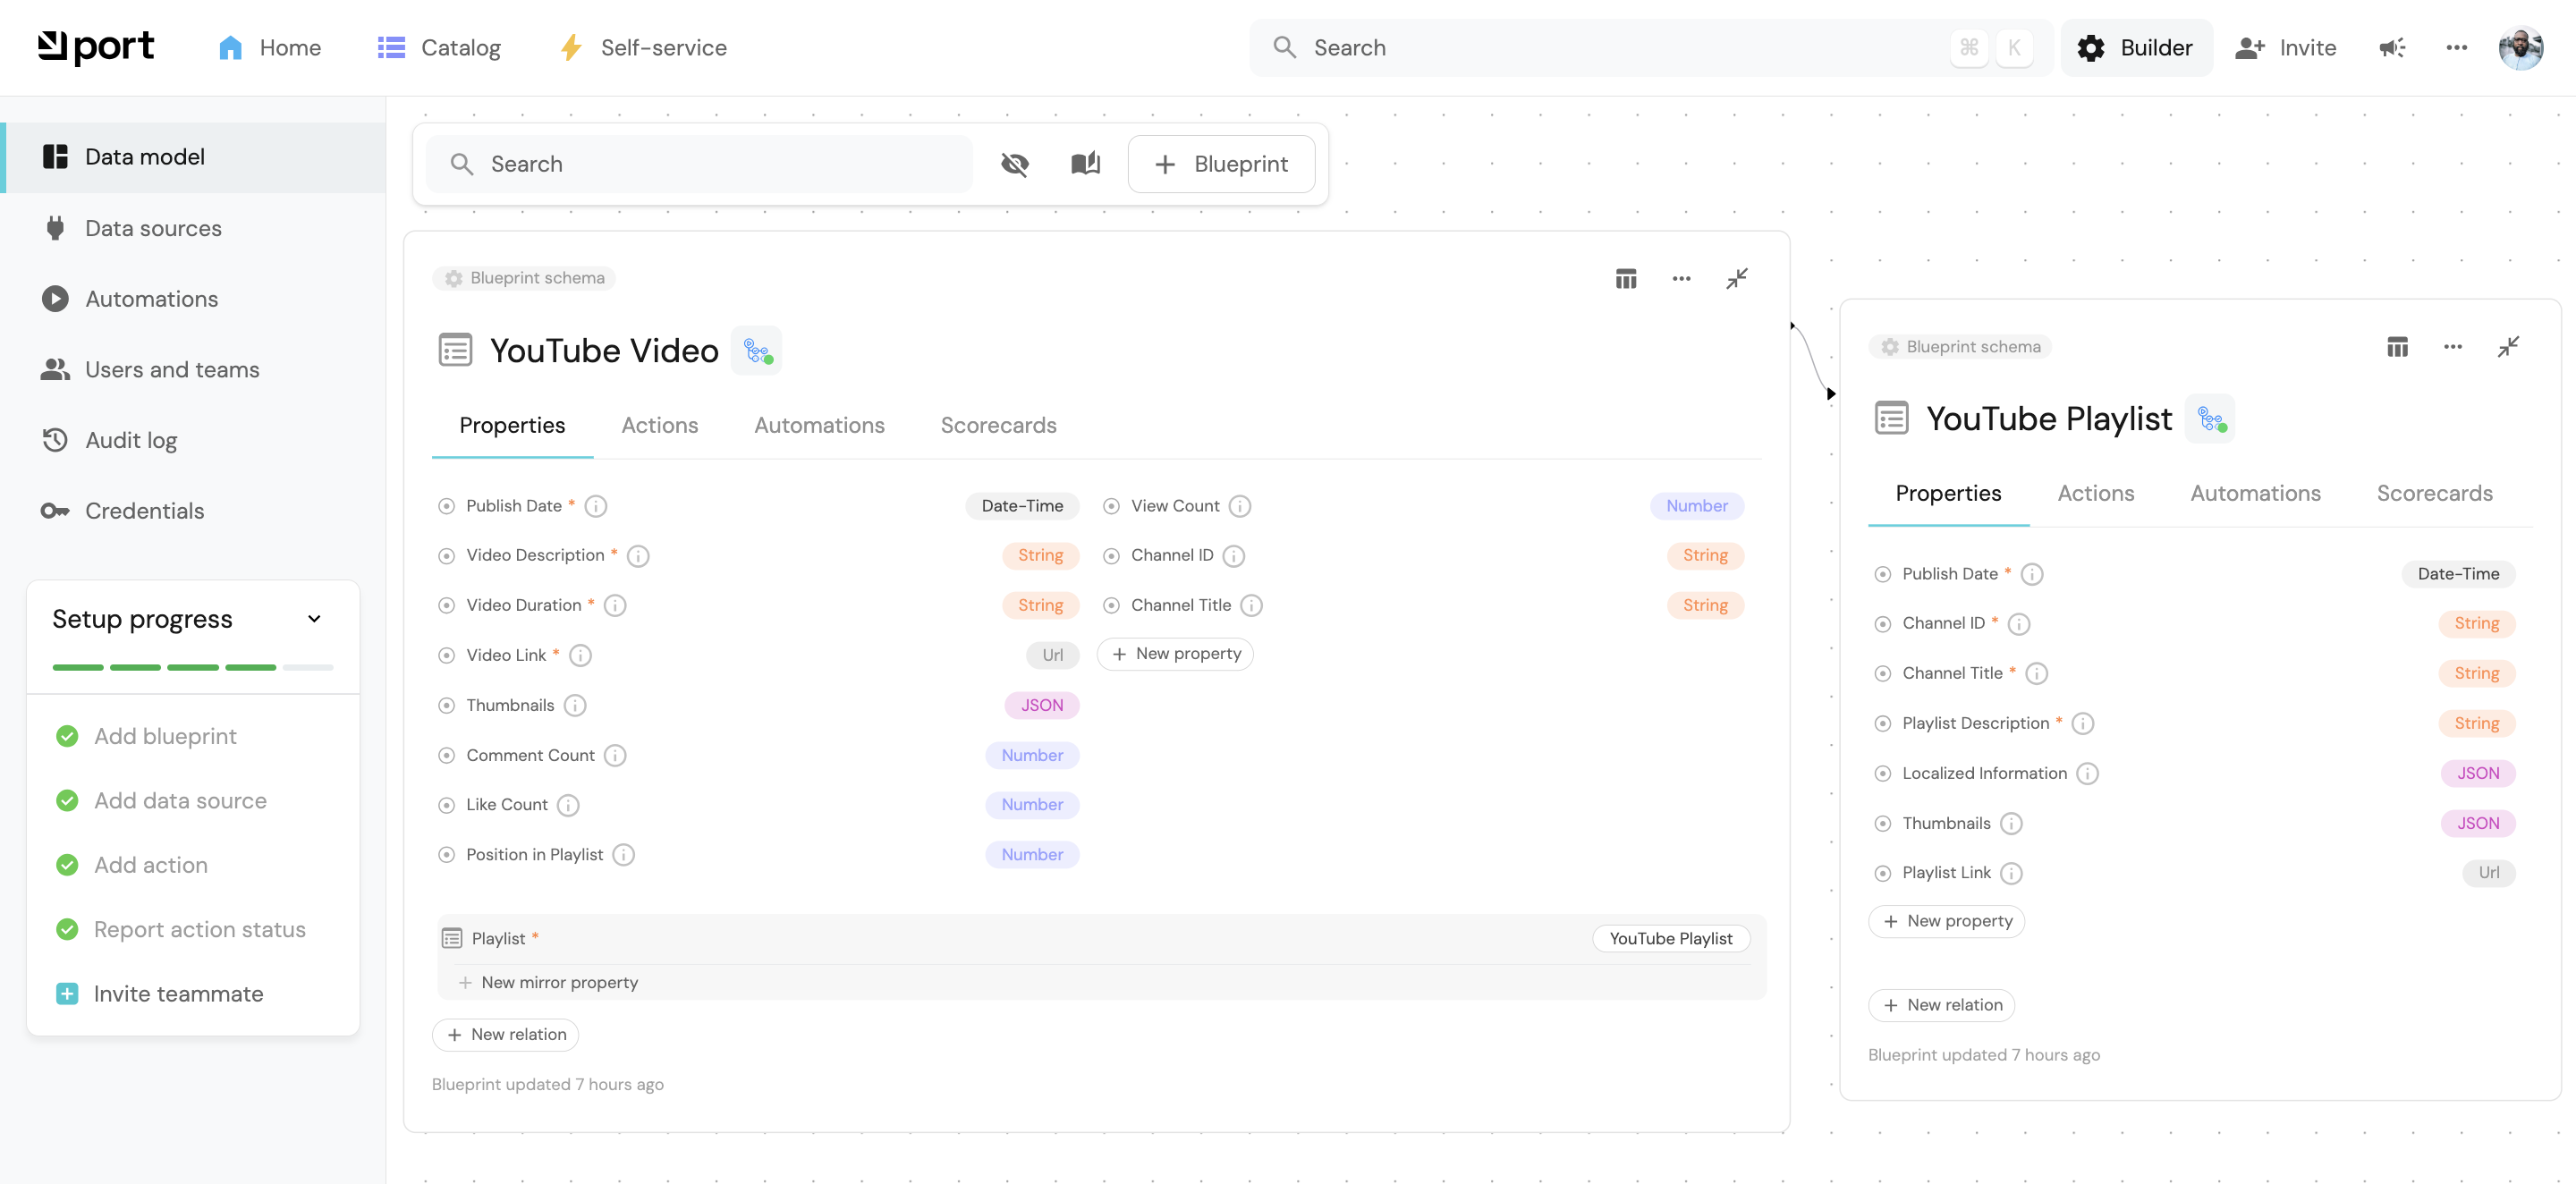 port
Home
Catalog
Self-service
Search
⌘ K
Builder
Invite
Data model
Data sources
Automations
Users and teams
Audit log
Credentials
Setup progress
Add blueprint
Add data source
Add action
Report action status
Invite teammate
Search
+ Blueprint
Blueprint schema
YouTube Video
Properties Actions Automations Scorecards
Publish Date * Date-Time
Video Description * String
Video Duration * String
Video Link * Url
Thumbnails JSON
Comment Count Number
Like Count Number
Position in Playlist Number
View Count Number
Channel ID String
Channel Title String
+ New property
Playlist * YouTube Playlist
+ New mirror property
+ New relation
Blueprint updated 7 hours ago
Blueprint schema
YouTube Playlist
Properties Actions Automations Scorecards
Publish Date * Date-Time
Channel ID * String
Channel Title * String
Playlist Description * String
Localized Information JSON
Thumbnails JSON
Playlist Link Url
+ New property
+ New relation
Blueprint updated 7 hours ago